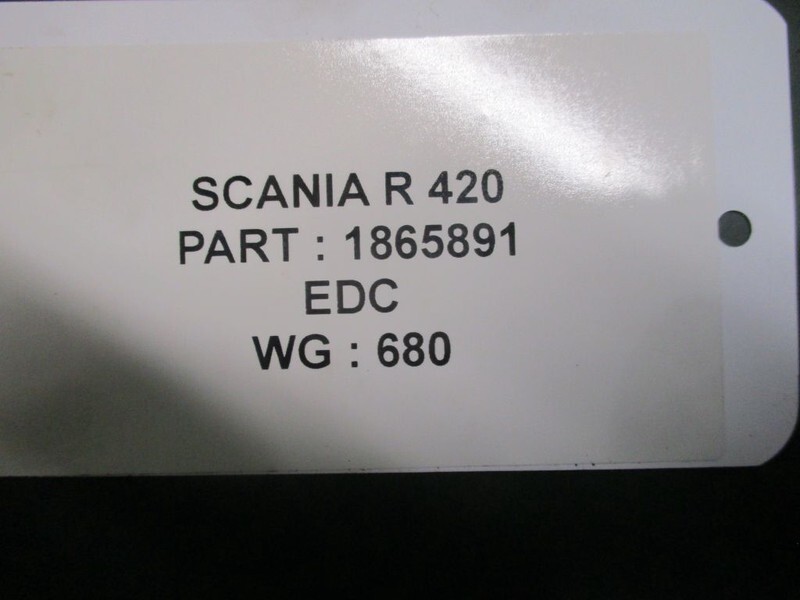 SCANIA R 420
PART : 1865891
EDC
WG : 680